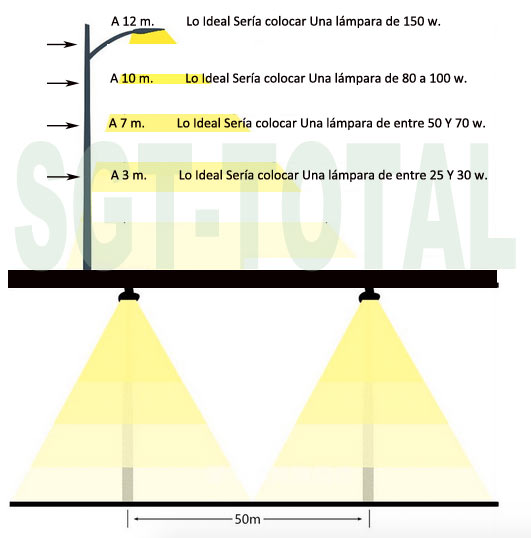 A 12 m. Lo Ideal Sería colocar Una lámpara de 150 w.
A 10 m. Lo Ideal Sería colocar Una lámpara de 80 a 100 w.
A 7 m. Lo Ideal Sería colocar Una lámpara de entre 50 Y 70 w.
A 3 m. Lo Ideal Sería colocar Una lámpara de entre 25 Y 30 w.
SGT-TOTAL
50m